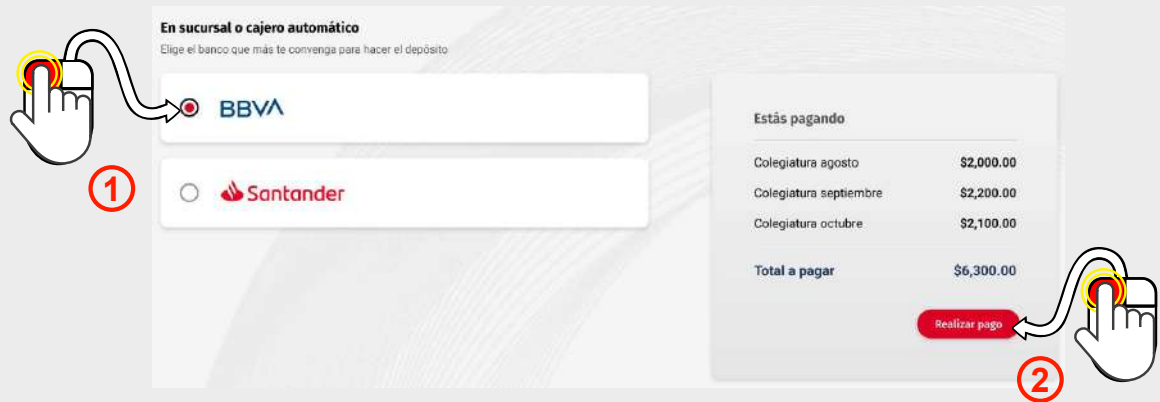 En sucursal o cajero automático
Elige el banco que más te convenga para hacer el depósito
BBVA
1
Santander
Estás pagando
Colegiatura agosto $2,000.00
Colegiatura septiembre $2,200.00
Colegiatura octubre $2,100.00
Total a pagar $6,300.00
Realizar pago
2